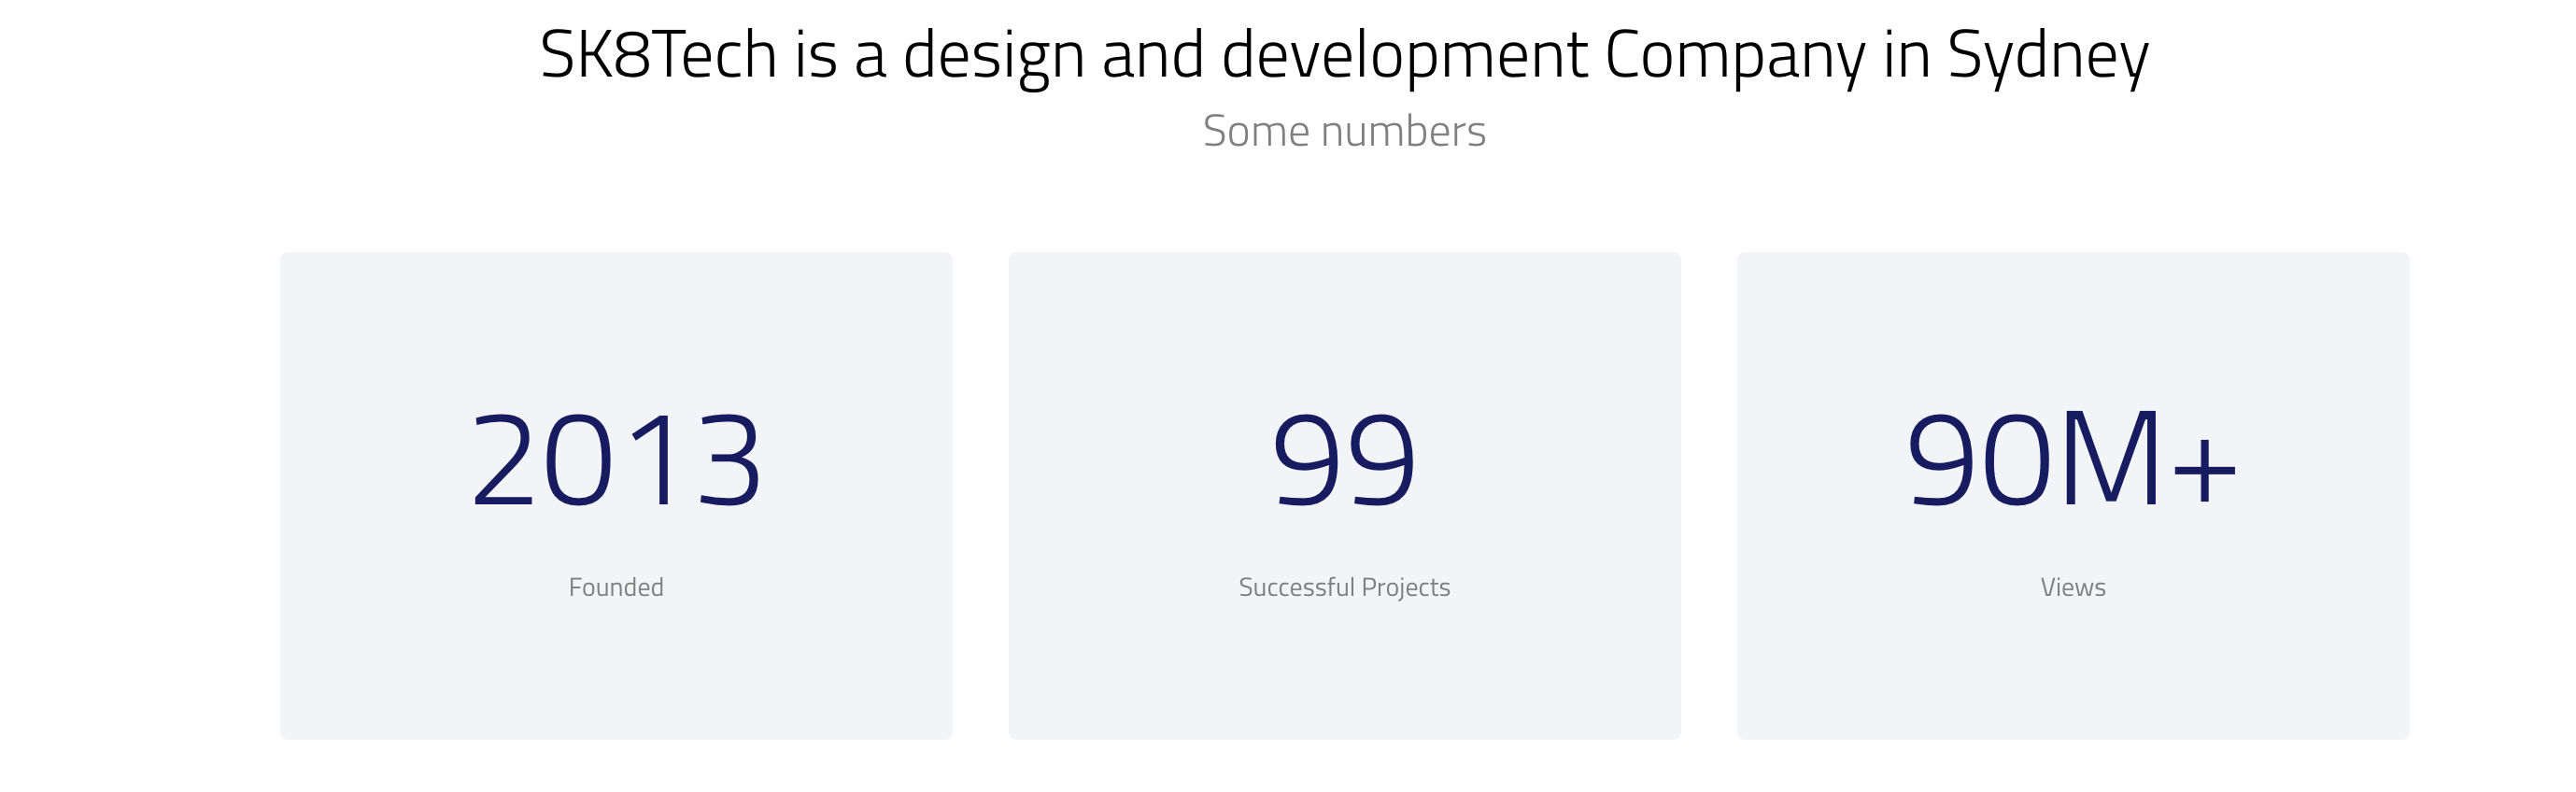 SK8Tech is a design and development Company in Sydney
Some numbers
2013
Founded
99
Successful Projects
90M+
Views